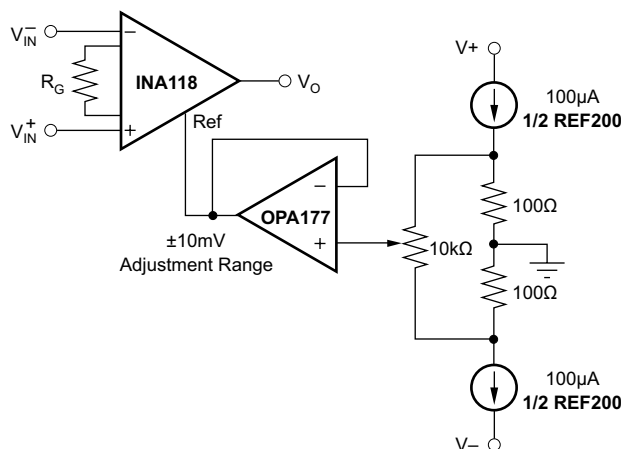 V–IN
INA118
RG
VO
V+IN
Ref
OPA177
±10mV
Adjustment Range
V+
100µA
1/2 REF200
100Ω
10kΩ
100Ω
100µA
1/2 REF200
V–